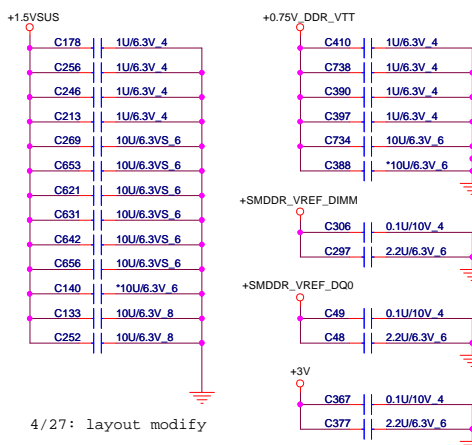 +1.5VSUS
C178 1U/6.3V_4
C256 1U/6.3V_4
C246 1U/6.3V_4
C213 1U/6.3V_4
C269 10U/6.3VS_6
C653 10U/6.3VS_6
C621 10U/6.3VS_6
C631 10U/6.3VS_6
C642 10U/6.3VS_6
C656 10U/6.3VS_6
C140 *10U/6.3V_6
C133 10U/6.3V_8
C252 10U/6.3V_8
4/27: layout modify
+0.75V_DDR_VTT
C410 1U/6.3V_4
C738 1U/6.3V_4
C390 1U/6.3V_4
C397 1U/6.3V_4
C734 10U/6.3V_6
C388 *10U/6.3V_6
+SMDDR_VREF_DIMM
C306 0.1U/10V_4
C297 2.2U/6.3V_6
+SMDDR_VREF_DQ0
C49 0.1U/10V_4
C48 2.2U/6.3V_6
+3V
C367 0.1U/10V_4
C377 2.2U/6.3V_6